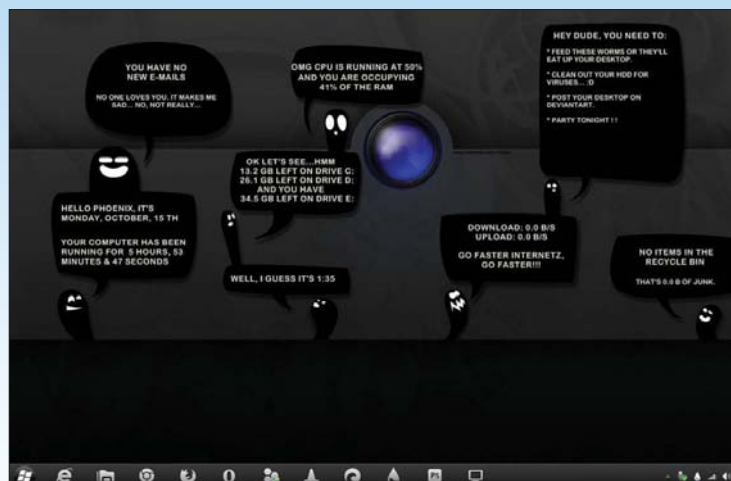 YOU HAVE NO
NEW E-MAILS
NO ONE LOVES YOU. IT MAKES ME
SAD... NO, NOT REALLY...
OMG CPU IS RUNNING AT 50%
AND YOU ARE OCCUPYING
41% OF THE RAM
HEY DUDE, YOU NEED TO:
* FEED THESE WORMS OR THEY'LL
EAT UP YOUR DESKTOP.
* CLEAN OUT YOUR HDD FOR
VIRUSES... :D
* POST YOUR DESKTOP ON
DEVIANTART.
* PARTY TONIGHT ! !
OK LET'S SEE...HMM
13.2 GB LEFT ON DRIVE C:
26.1 GB LEFT ON DRIVE D:
AND YOU HAVE
34.5 GB LEFT ON DRIVE E:
HELLO PHOENIX, IT'S
MONDAY, OCTOBER, 15 TH
YOUR COMPUTER HAS BEEN
RUNNING FOR 5 HOURS, 53
MINUTES & 47 SECONDS
WELL, I GUESS IT'S 1:35
DOWNLOAD: 0.0 B/S
UPLOAD: 0.0 B/S
GO FASTER INTERNETZ,
GO FASTER!!!
NO ITEMS IN THE
RECYCLE BIN
THAT'S 0.0 B OF JUNK.